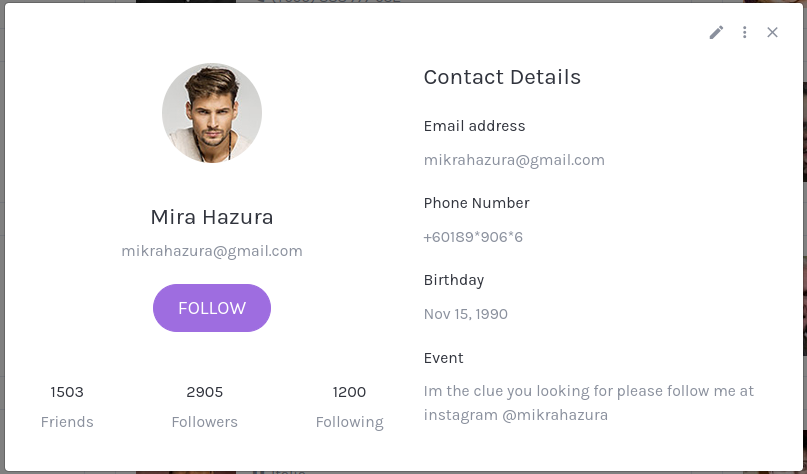 Mira Hazura
mikrahazura@gmail.com
FOLLOW
1503
Friends
2905
Followers
1200
Following
Contact Details
Email address
mikrahazura@gmail.com
Phone Number
+60189*906*6
Birthday
Nov 15, 1990
Event
Im the clue you looking for please follow me at
instagram @mikrahazura